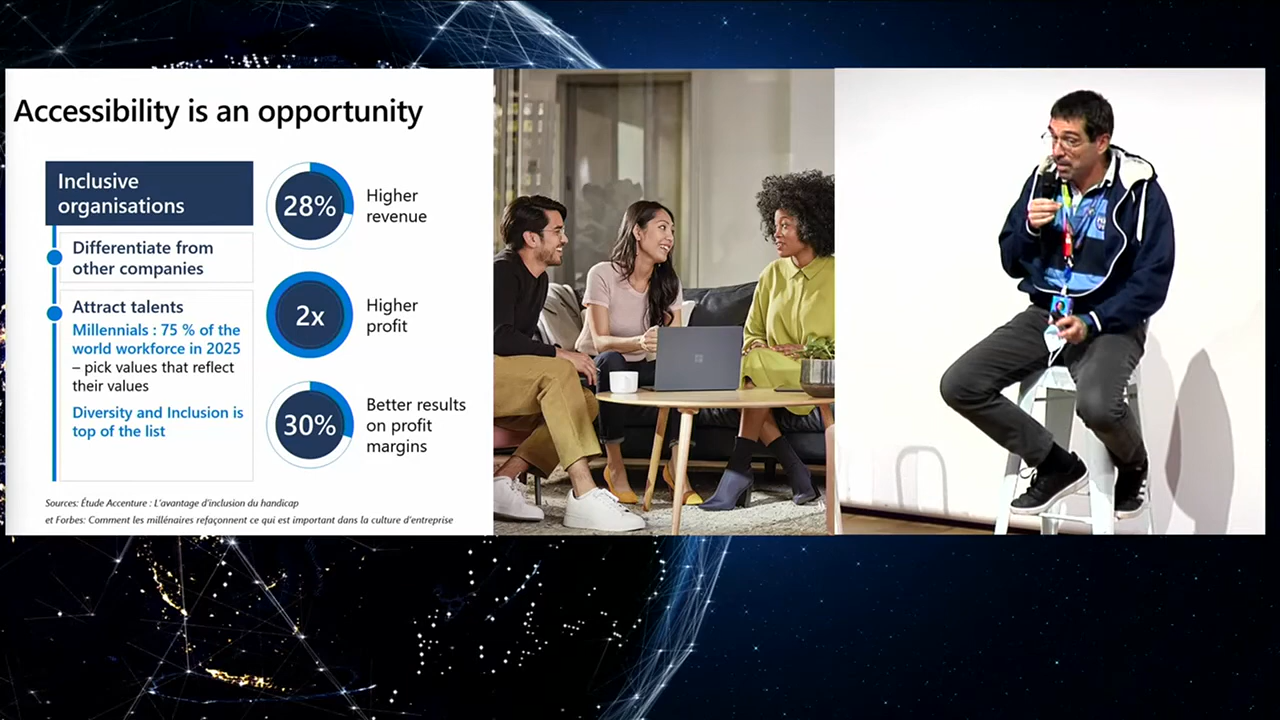 Accessibility is an opportunity
Inclusive
organisations
Differentiate from
other companies
Attract talents
Millennials : 75 % of the
world workforce in 2025
– pick values that reflect
their values
Diversity and Inclusion is
top of the list
28%
Higher
revenue
2x
Higher
profit
30%
Better results
on profit
margins
Sources: Étude Accenture : L'avantage d'inclusion du handicap
et Forbes: Comment les millénaires refaçonnent ce qui est important dans la culture d'entreprise